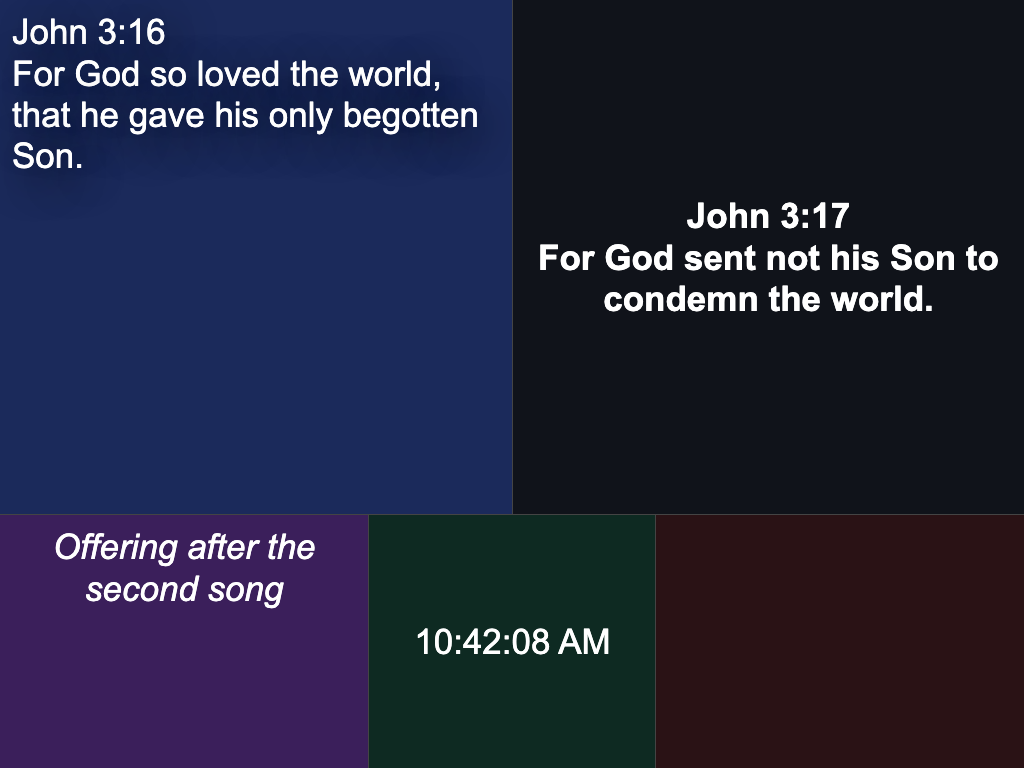 John 3:16
For God so loved the world,
that he gave his only begotten
Son.
John 3:17
For God sent not his Son to
condemn the world.
Offering after the
second song
10:42:08 AM